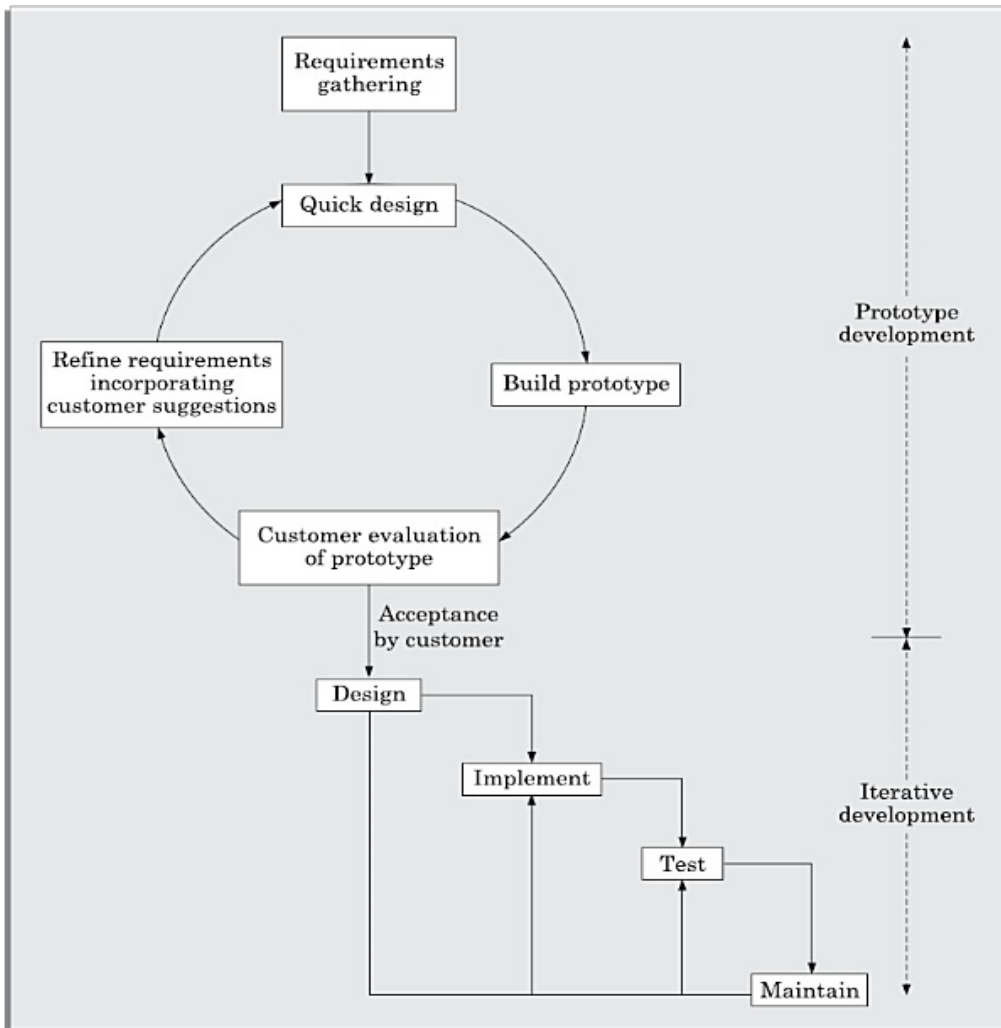 Requirements
gathering
Quick design
Refine requirements
incorporating
customer suggestions
Build prototype
Prototype
development
Customer evaluation
of prototype
Acceptance
by customer
Design
Implement
Iterative
development
Test
Maintain